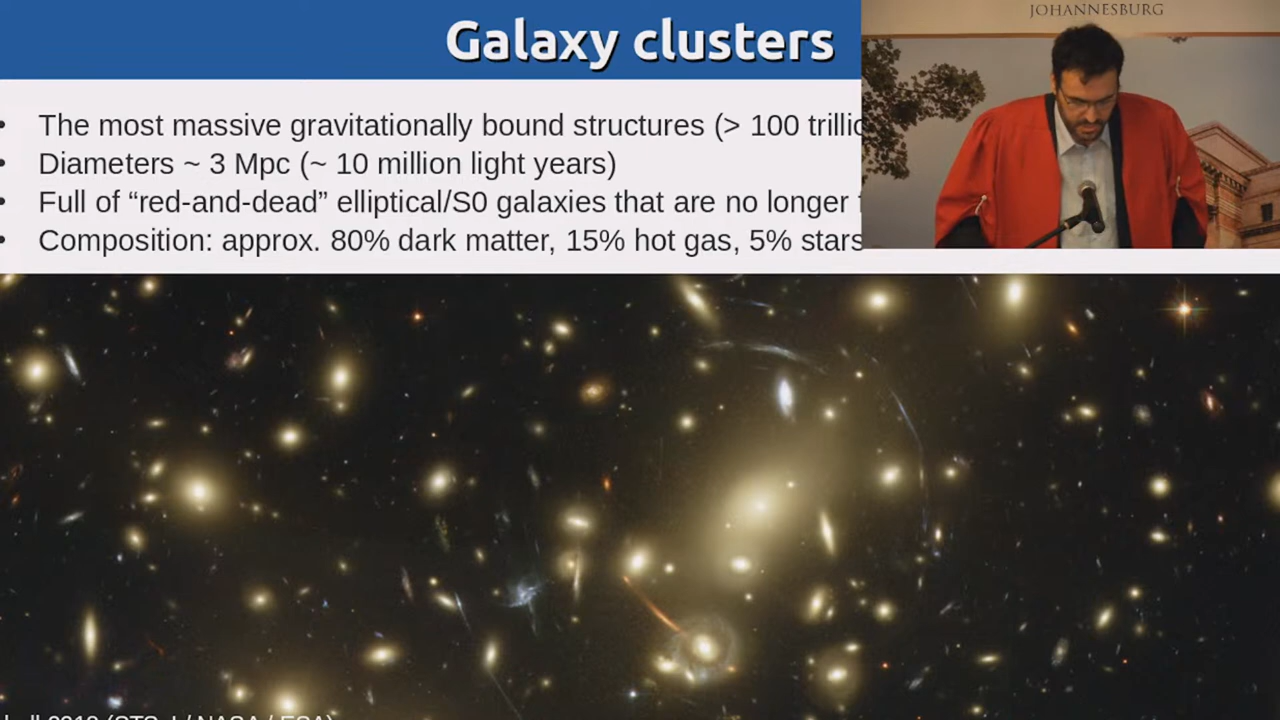 Galaxy clusters
JOHANNESBURG
• The most massive gravitationally bound structures (> 100
• Diameters ~ 3 Mpc (~ 10 million light years)
• Full of “red-and-dead” elliptical/S0 galaxies that are no longer
• Composition: approx. 80% dark matter, 15% hot gas, 5% stars
/ NASA / ESA)